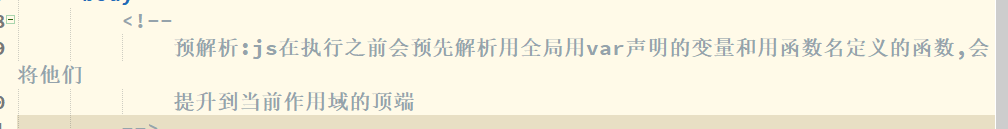 <!--
预解析:js在执行之前会预先解析用全局用var声明的变量和用函数名定义的函数,会
将他们
提升到当前作用域的顶端